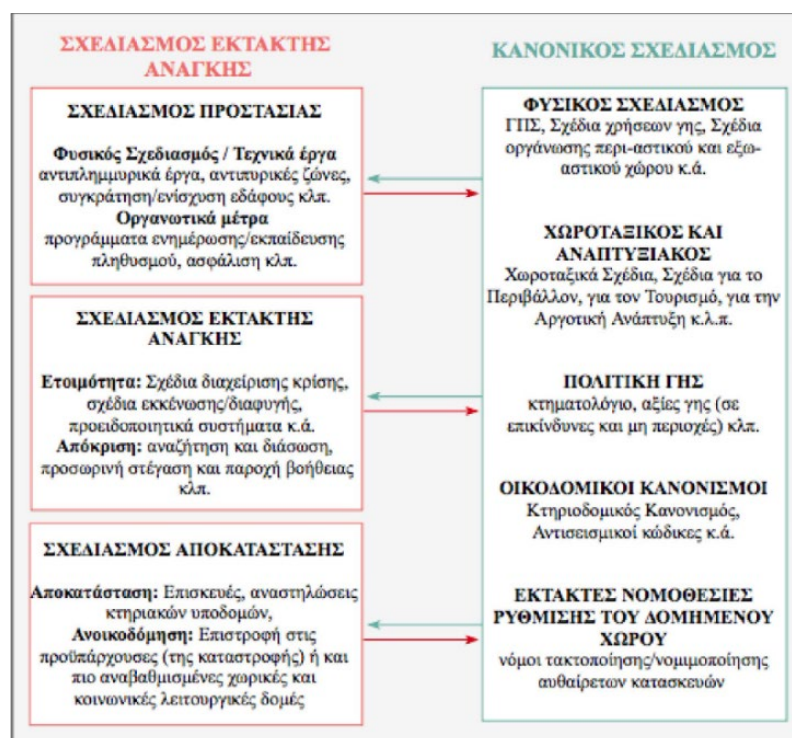 ΣΧΕΔΙΑΣΜΟΣ ΕΚΤΑΚΤΗΣ
ΑΝΑΓΚΗΣ
ΣΧΕΔΙΑΣΜΟΣ ΠΡΟΣΤΑΣΙΑΣ
Φυσικός Σχεδιασμός / Τεχνικά έργα
αντιπλημμυρικά έργα, αντιπυρικές ζώνες,
συγκράτηση/ενίσχυση εδάφους κλπ.
Οργανωτικά μέτρα
προγράμματα ενημέρωσης/εκπαίδευσης
πληθυσμού, ασφάλιση κλπ.
ΣΧΕΔΙΑΣΜΟΣ ΕΚΤΑΚΤΗΣ
ΑΝΑΓΚΗΣ
Ετοιμότητα: Σχέδια διαχείρισης κρίσης,
σχέδια εκκένωσης/διαφυγής,
προειδοποιητικά συστήματα κ.ά.
Απόκριση: αναζήτηση και διάσωση,
προσωρινή στέγαση και παροχή βοήθειας
κλπ.
ΣΧΕΔΙΑΣΜΟΣ ΑΠΟΚΑΤΑΣΤΑΣΗΣ
Αποκατάσταση: Επισκευές, αναστηλώσεις
κτηριακών υποδομών,
Ανοικοδόμηση: Επιστροφή στις
προϋπάρχουσες (της καταστροφής) ή και
πιο αναβαθμισμένες χωρικές και
κοινωνικές λειτουργικές δομές
ΚΑΝΟΝΙΚΟΣ ΣΧΕΔΙΑΣΜΟΣ
ΦΥΣΙΚΟΣ ΣΧΕΔΙΑΣΜΟΣ
ΓΠΣ, Σχέδια χρήσεων γης, Σχέδια
οργάνωσης περι-αστικού και εξω-
αστικού χώρου κ.ά.
ΧΩΡΟΤΑΞΙΚΟΣ ΚΑΙ
ΑΝΑΠΤΥΞΙΑΚΟΣ
Χωροταξικά Σχέδια, Σχέδια για το
Περιβάλλον, για τον Τουρισμό, για την
Αργοτική Ανάπτυξη κ.λ.π.
ΠΟΛΙΤΙΚΗ ΓΗΣ
κτηματολόγιο, αξίες γης (σε
επικίνδυνες και μη περιοχές) κλπ.
ΟΙΚΟΔΟΜΙΚΟΙ ΚΑΝΟΝΙΣΜΟΙ
Κτηριοδομικός Κανονισμός,
Αντισεισμικοί κώδικες κ.ά.
ΕΚΤΑΚΤΕΣ ΝΟΜΟΘΕΣΙΕΣ
ΡΥΘΜΙΣΗΣ ΤΟΥ ΔΟΜΗΜΕΝΟΥ
ΧΩΡΟΥ
νόμοι τακτοποίησης/νομιμοποίησης
αυθαίρετων κατασκευών